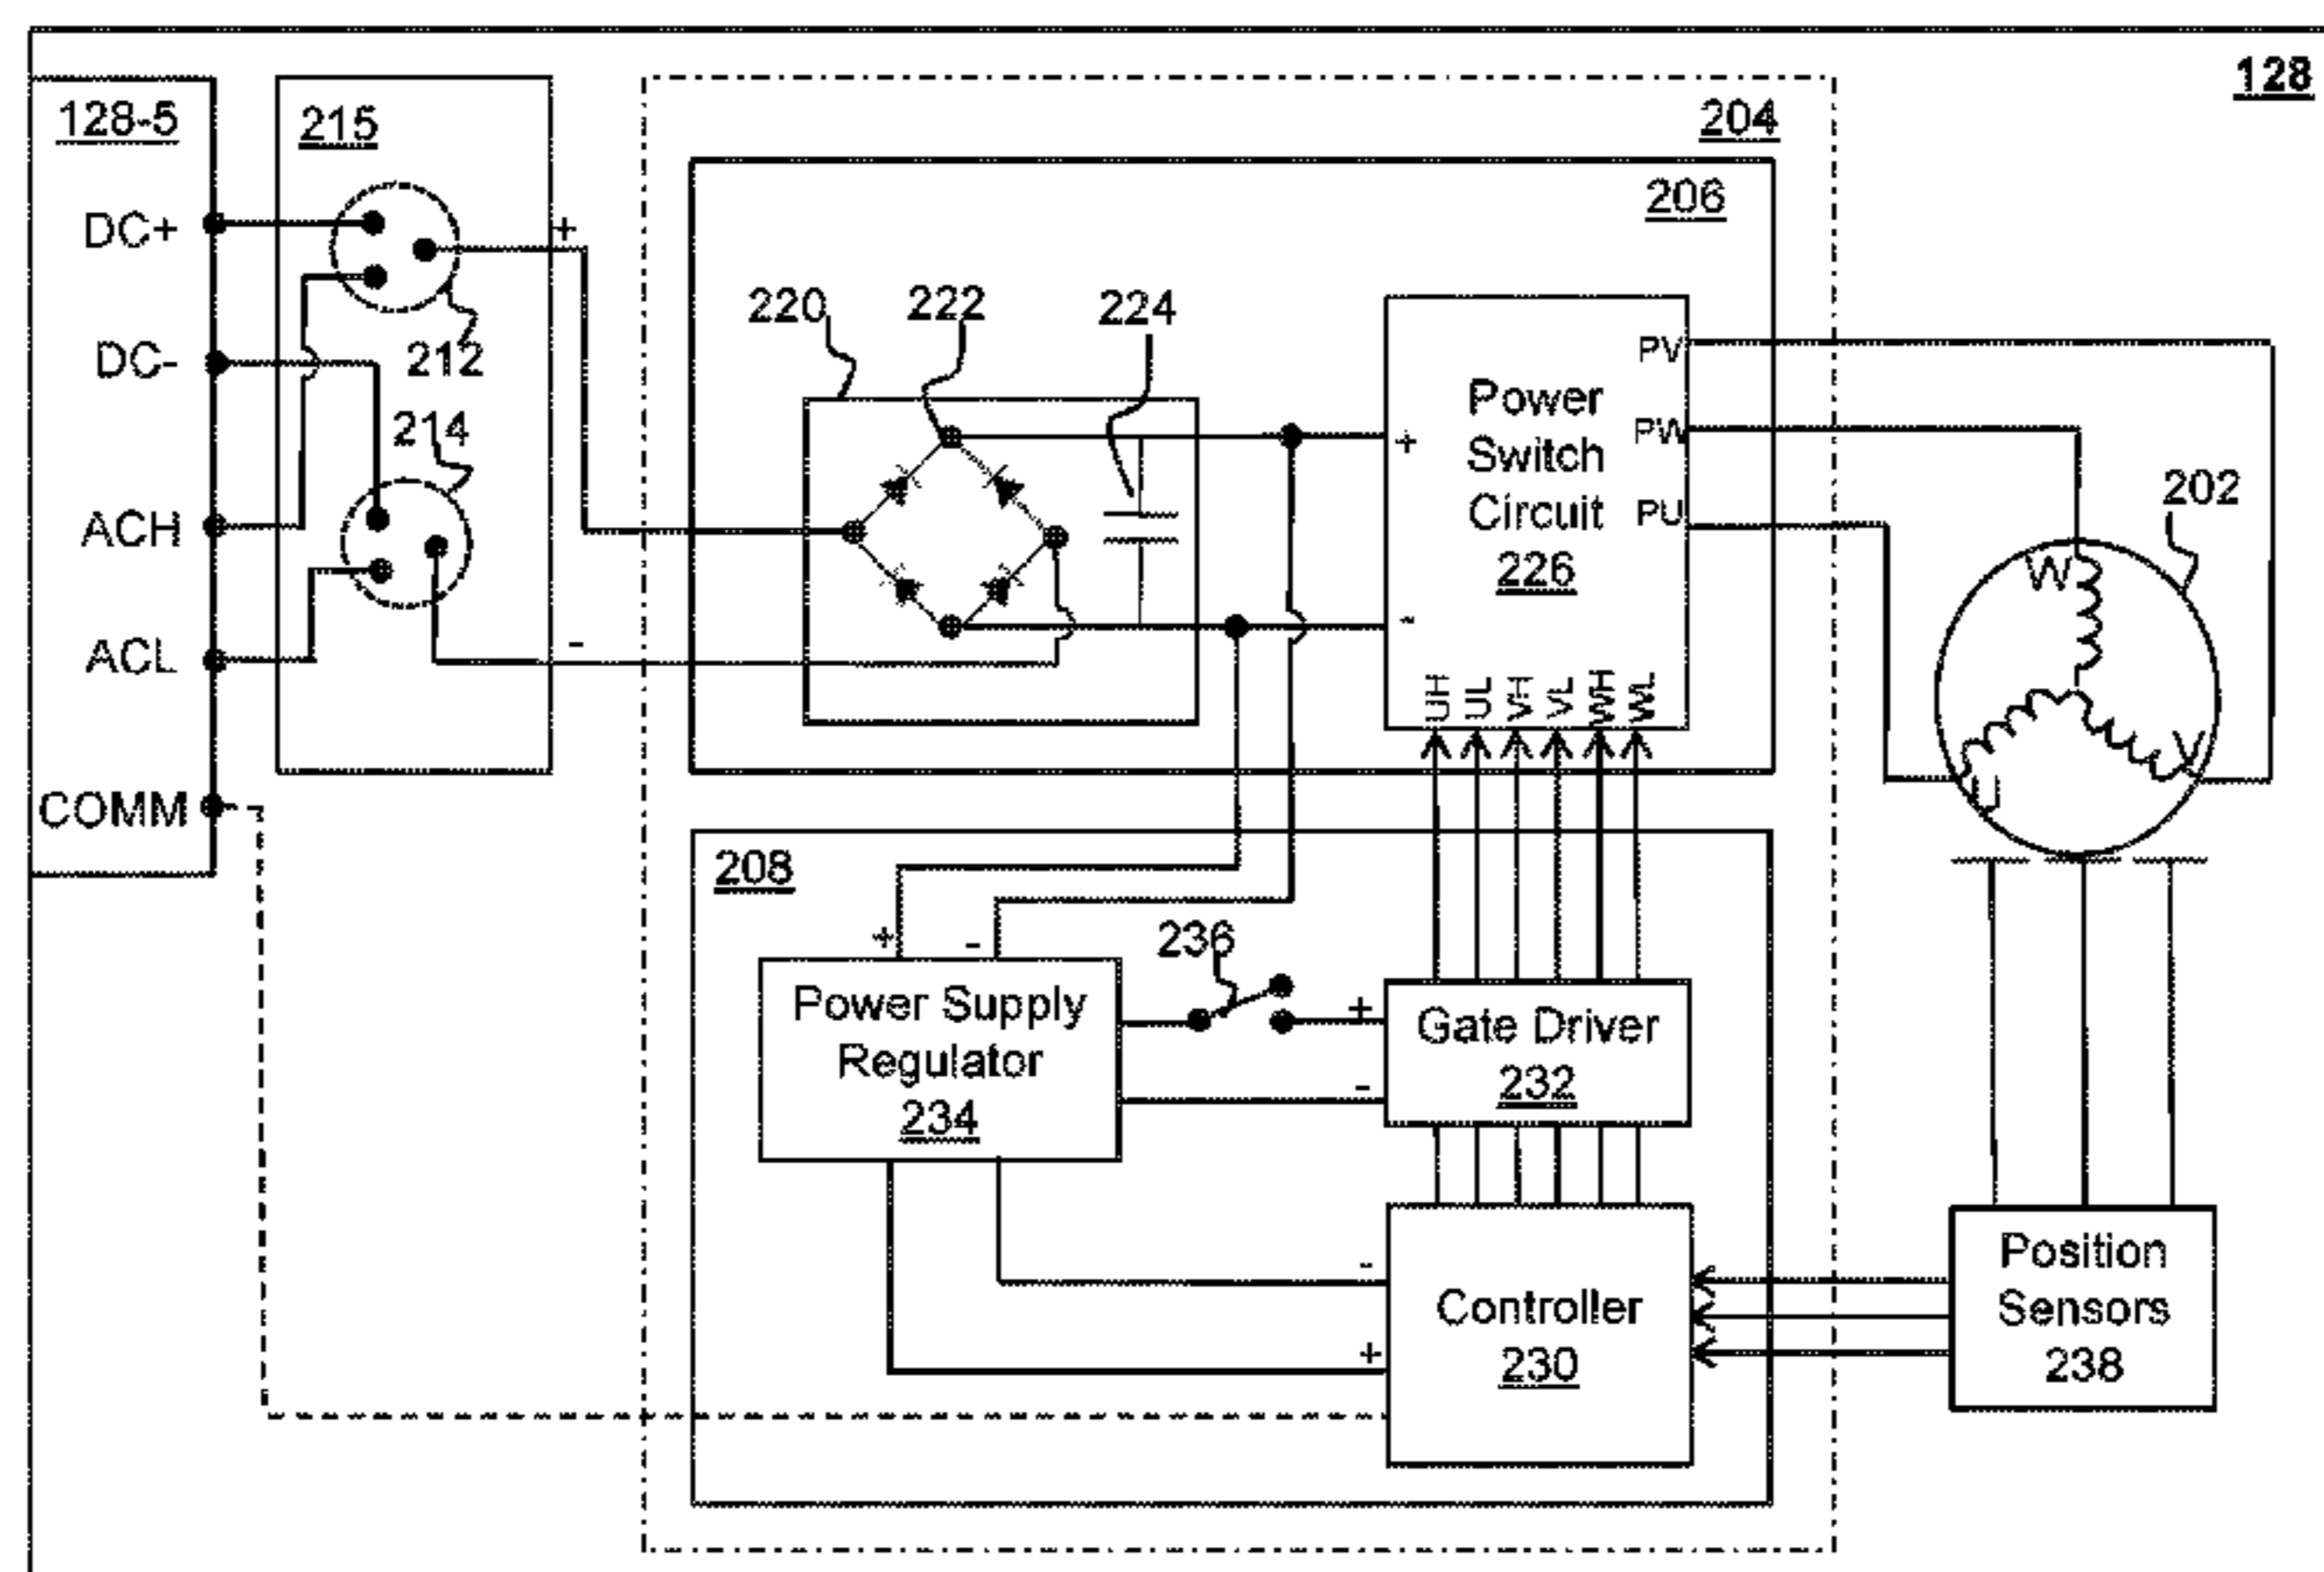 128
128-5
215
204
206
DC+
+
212
DC-
214
ACH
ACL
-
COMM
220
222
224
Power
Switch
Circuit
226
+
-
PV
PW
PU
UH
UL
VH
VL
WH
WL
202
W
U
V
208
+
-
236
Power Supply
Regulator
234
+
-
Gate Driver
232
-
+
Controller
230
Position
Sensors
238